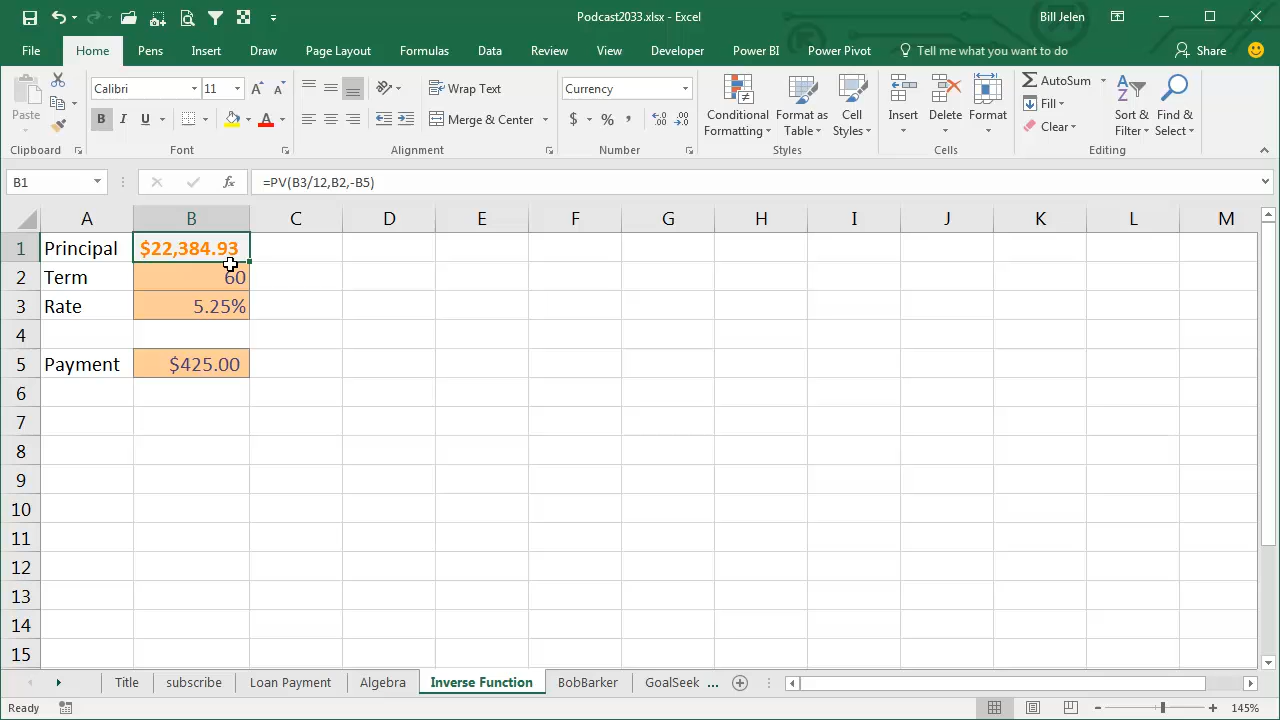 Podcast2033.xlsx - Excel
Bill Jelen
File Home Pens Insert Draw Page Layout Formulas Data Review View Developer Power BI Power Pivot Tell me what you want to do Share
Paste
Clipboard
Calibri 11
B I U A
Font
Wrap Text
Merge & Center
Alignment
Currency
$ % ,
Number
Conditional Formatting
Format as Table
Cell Styles
Styles
Insert Delete Format
Cells
AutoSum
Fill
Clear
Sort & Filter
Find & Select
Editing
B1 fx =PV(B3/12,B2,-B5)
A B C D E F G H I J K L M
1 Principal $22,384.93
2 Term 60
3 Rate 5.25%
4
5 Payment $425.00
6
7
8
9
10
11
12
13
14
15
Title subscribe Loan Payment Algebra Inverse Function BobBarker GoalSeek ...
Ready 145%